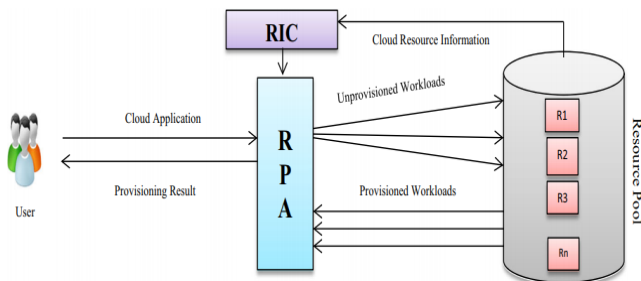 RIC
Cloud Resource Information
Unprovisioned Workloads
Cloud Application
R
P
A
Provisioning Result
Provisioned Workloads
User
R1
R2
R3
Rn
Resource Pool